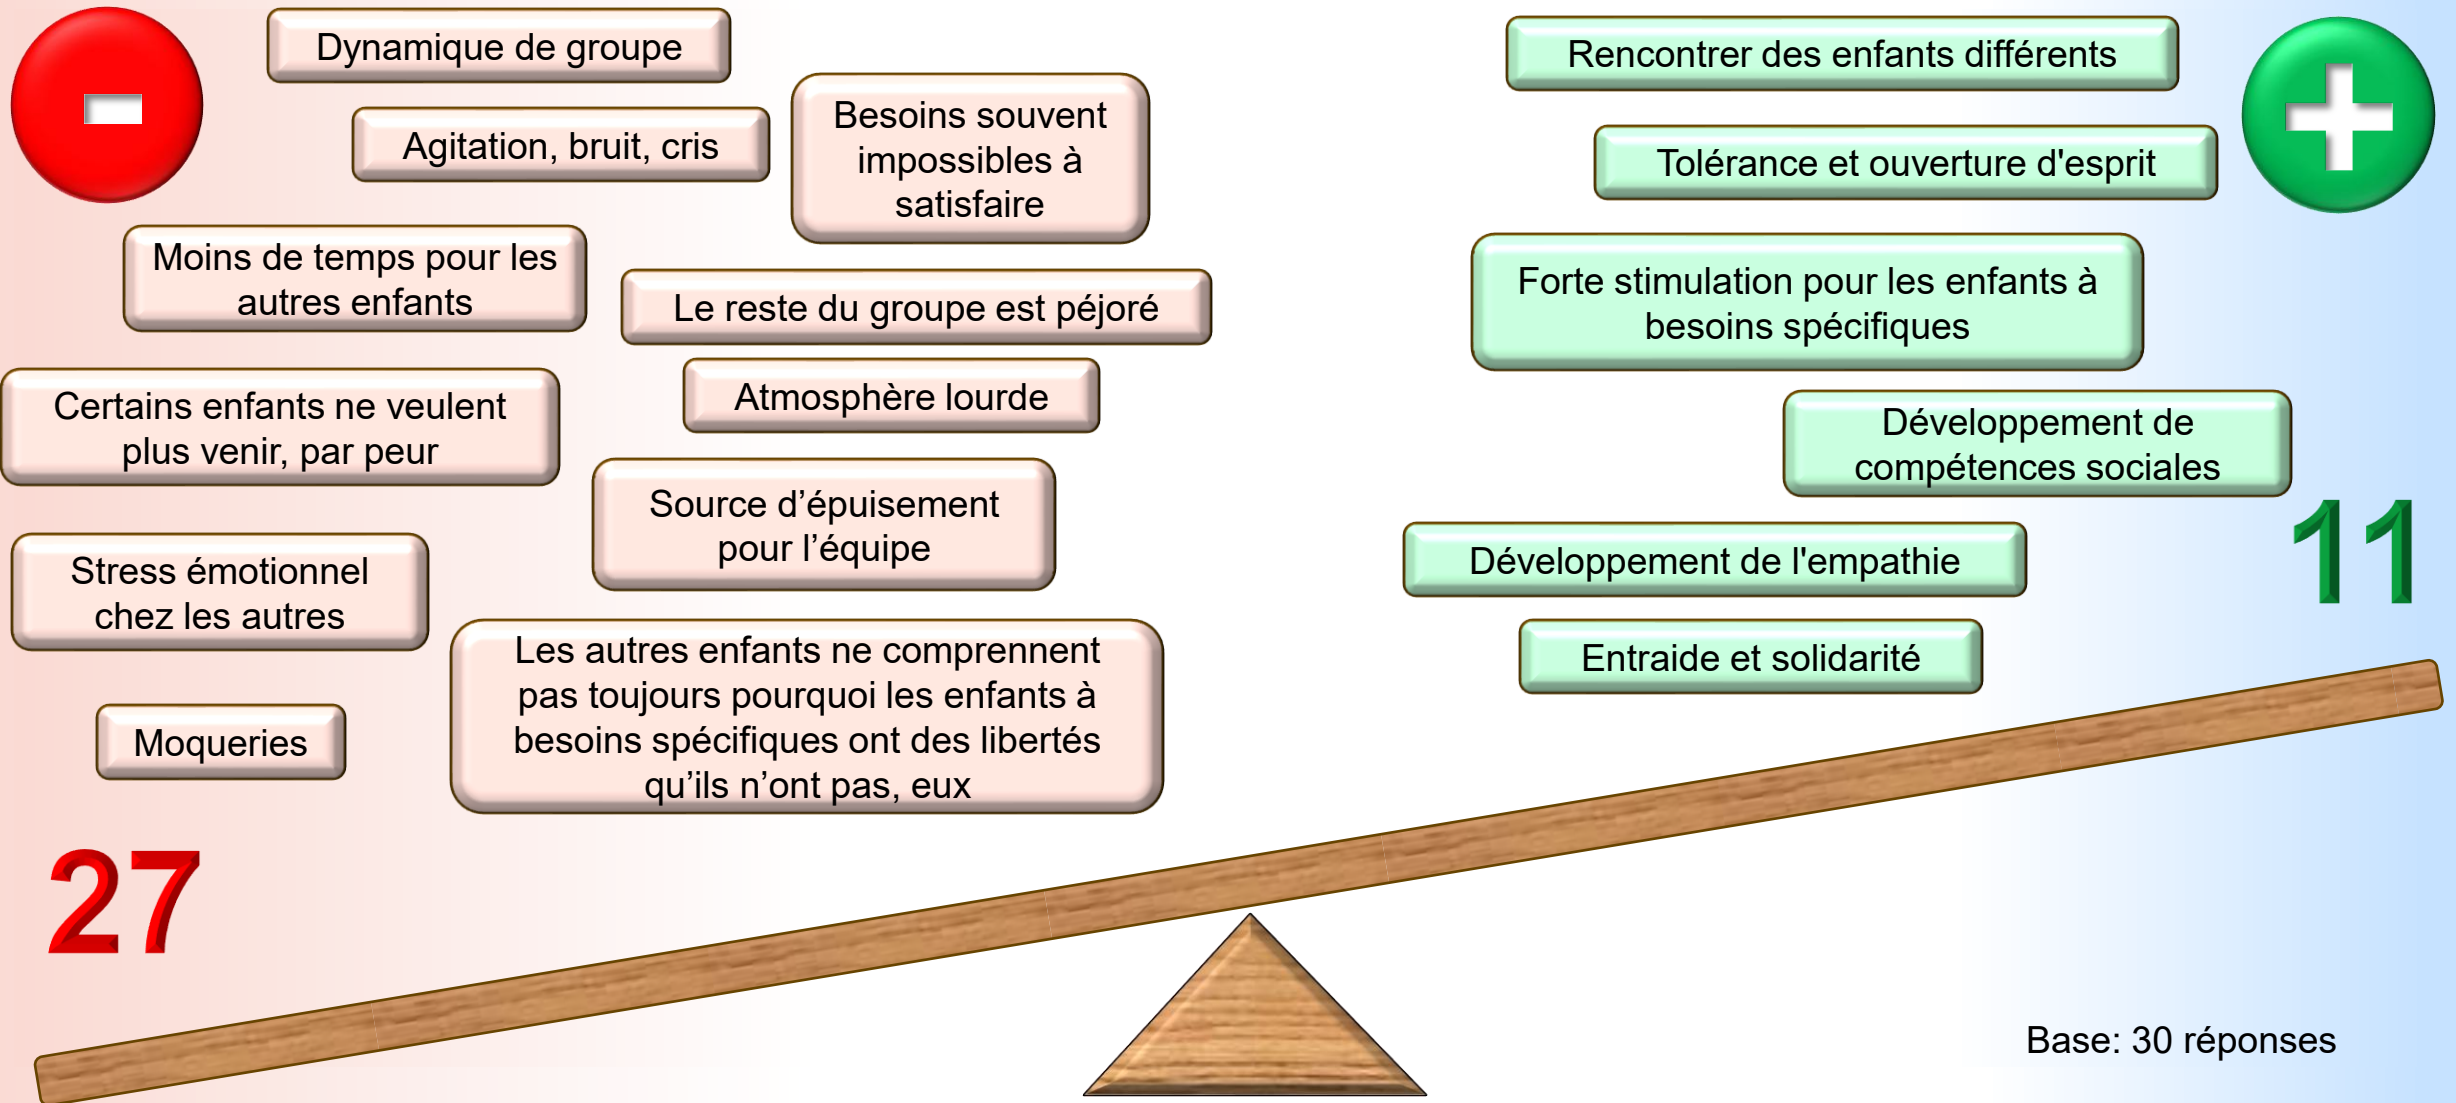 Dynamique de groupe
Agitation, bruit, cris
Besoins souvent
impossibles à
satisfaire
Moins de temps pour les
autres enfants
Le reste du groupe est péjoré
Certains enfants ne veulent
plus venir, par peur
Atmosphère lourde
Source d’épuisement
pour l’équipe
Stress émotionnel
chez les autres
Les autres enfants ne comprennent
pas toujours pourquoi les enfants à
besoins spécifiques ont des libertés
qu’ils n’ont pas, eux
Moqueries
27
Rencontrer des enfants différents
Tolérance et ouverture d'esprit
Forte stimulation pour les enfants à
besoins spécifiques
Développement de
compétences sociales
Développement de l'empathie
Entraide et solidarité
11
Base: 30 réponses